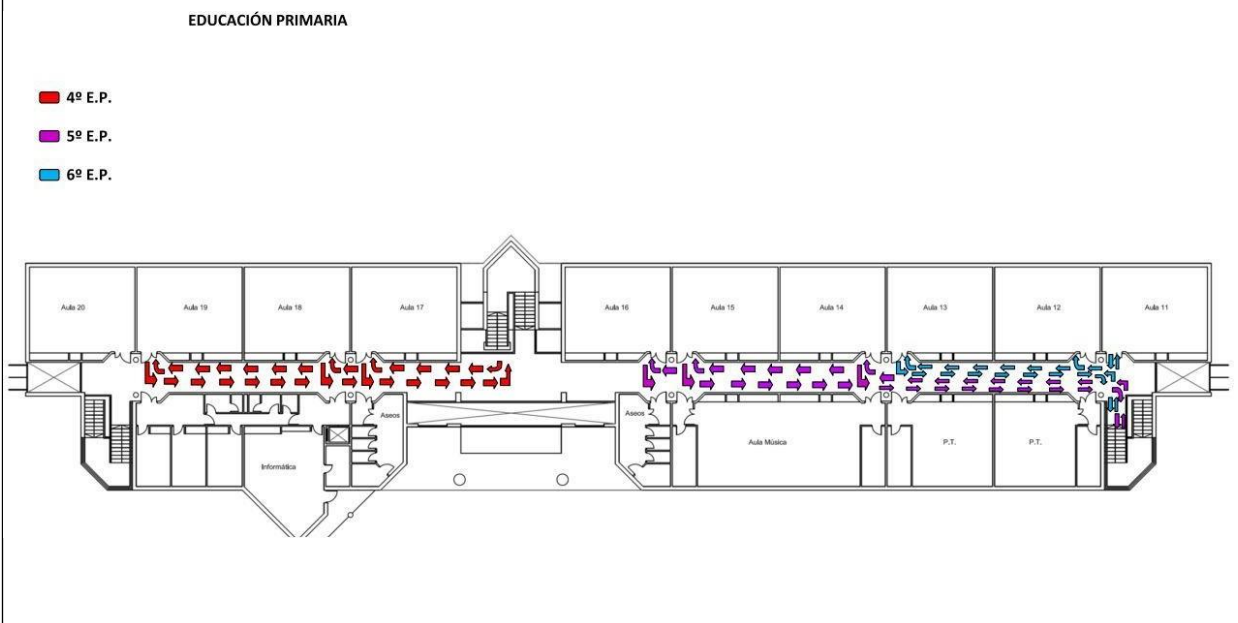 EDUCACIÓN PRIMARIA
4º E.P.
5º E.P.
6º E.P.
Aula 20
Aula 19
Aula 18
Aula 17
Aula 16
Aula 15
Aula 14
Aula 13
Aula 12
Aula 11
Aseos
Aseos
Informática
Aula Música
P.T.
P.T.